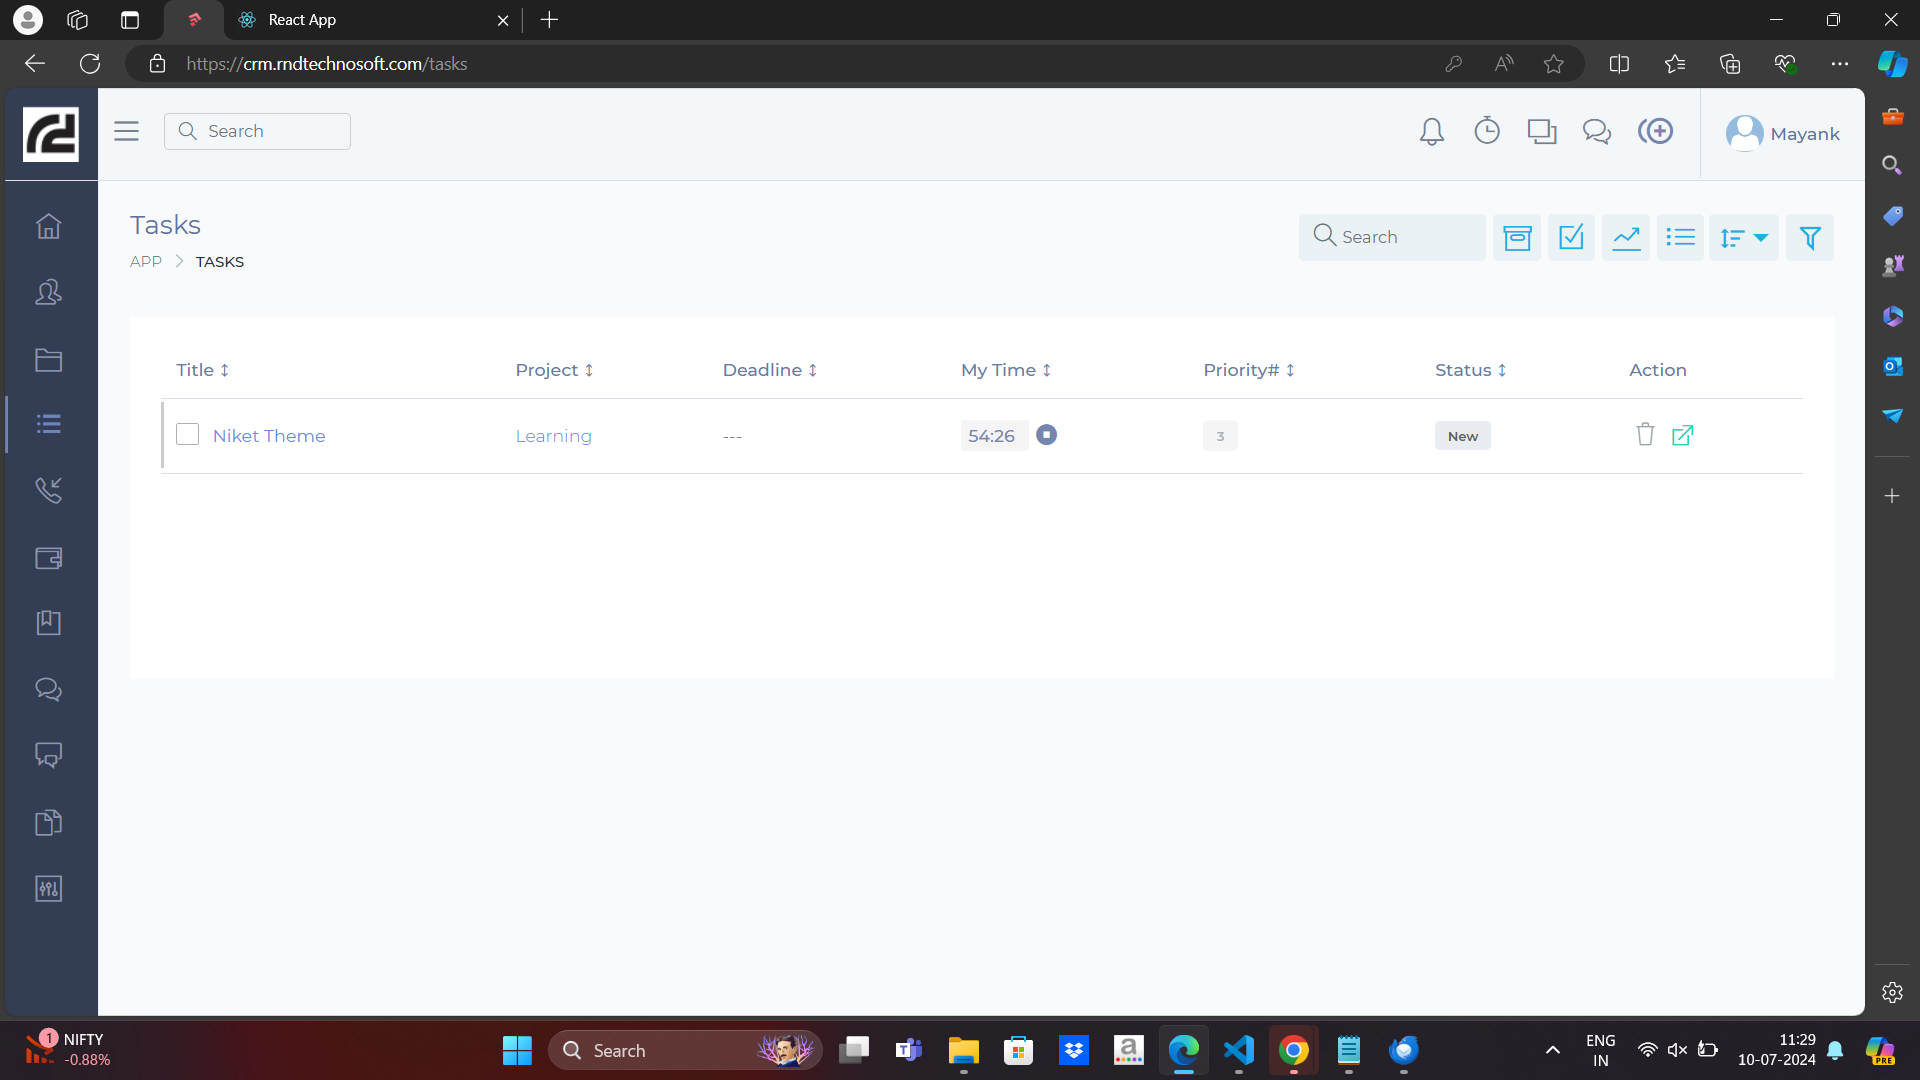 React App
https://crm.rndtechnosoft.com/tasks
Search
Mayank
Tasks
APP > TASKS
Search
Title Project Deadline My Time Priority# Status Action
Niket Theme Learning --- 54:26 3 New
1
NIFTY
-0.88%
Search
ENG
IN
11:29
10-07-2024
PRE